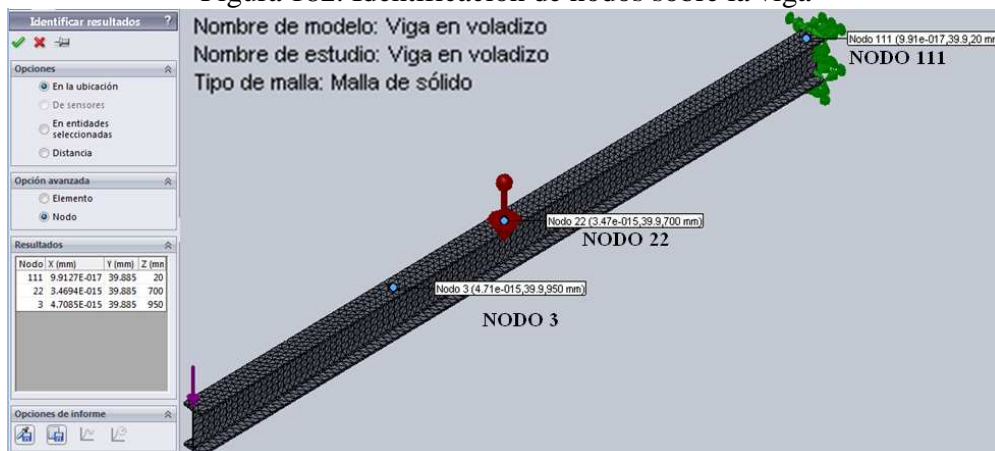 Figura 182. Identificación de nodos sobre la viga
Identificar resultados ?
Opciones
En la ubicación
De sensores
En entidades
seleccionadas
Distancia
Opción avanzada
Elemento
Nodo
Resultados
Nodo X (mm) Y (mm) Z (mn
111 9.9127E-017 39.885 20
22 3.4694E-015 39.885 700
3 4.7085E-015 39.885 950
Opciones de informe
Nombre de modelo: Viga en voladizo
Nombre de estudio: Viga en voladizo
Tipo de malla: Malla de sólido
Nodo 111 (9.91e-017,39.9,20 mm
NODO 111
Nodo 22 (3.47e-015,39.9,700 mm)
NODO 22
Nodo 3 (4.71e-015,39.9,950 mm)
NODO 3